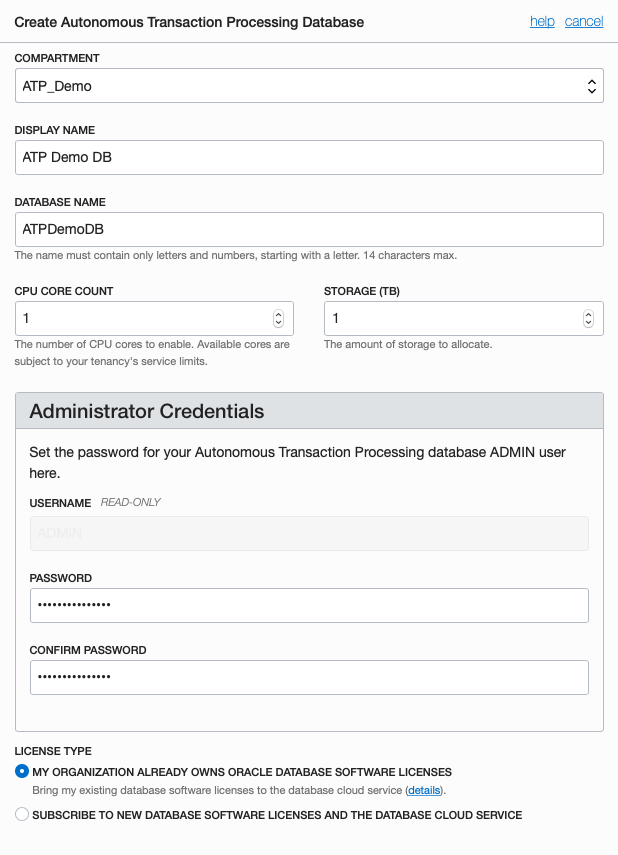 Create Autonomous Transaction Processing Database
help cancel
COMPARTMENT
ATP_Demo
DISPLAY NAME
ATP Demo DB
DATABASE NAME
ATPDemoDB
The name must contain only letters and numbers, starting with a letter. 14 characters max.
CPU CORE COUNT
1
The number of CPU cores to enable. Available cores are
subject to your tenancy's service limits.
STORAGE (TB)
1
The amount of storage to allocate.
Administrator Credentials
Set the password for your Autonomous Transaction Processing database ADMIN user
here.
USERNAME READ-ONLY
ADMIN
PASSWORD
•••••••••••••••
CONFIRM PASSWORD
•••••••••••••••
LICENSE TYPE
MY ORGANIZATION ALREADY OWNS ORACLE DATABASE SOFTWARE LICENSES
Bring my existing database software licenses to the database cloud service (details).
SUBSCRIBE TO NEW DATABASE SOFTWARE LICENSES AND THE DATABASE CLOUD SERVICE